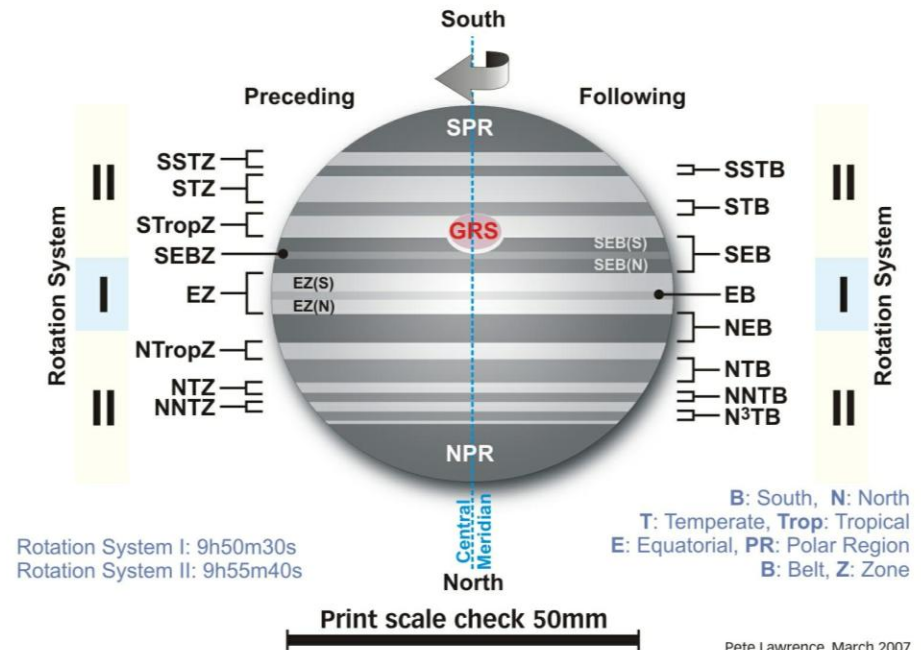 South
Preceding
Following
SPR
SSTZ
STZ
STropZ
SEBZ
EZ
NTropZ
NTZ
NNTZ
Rotation System
II
I
II
GRS
SEB(S)
SEB(N)
EZ(S)
EZ(N)
NPR
SSTB
STB
SEB
EB
NEB
NTB
NNTB
N³TB
II
I
II
Rotation System
Central
Meridian
North
Rotation System I: 9h50m30s
Rotation System II: 9h55m40s
B: South, N: North
T: Temperate, Trop: Tropical
E: Equatorial, PR: Polar Region
B: Belt, Z: Zone
Print scale check 50mm
Pete Lawrence, March 2007